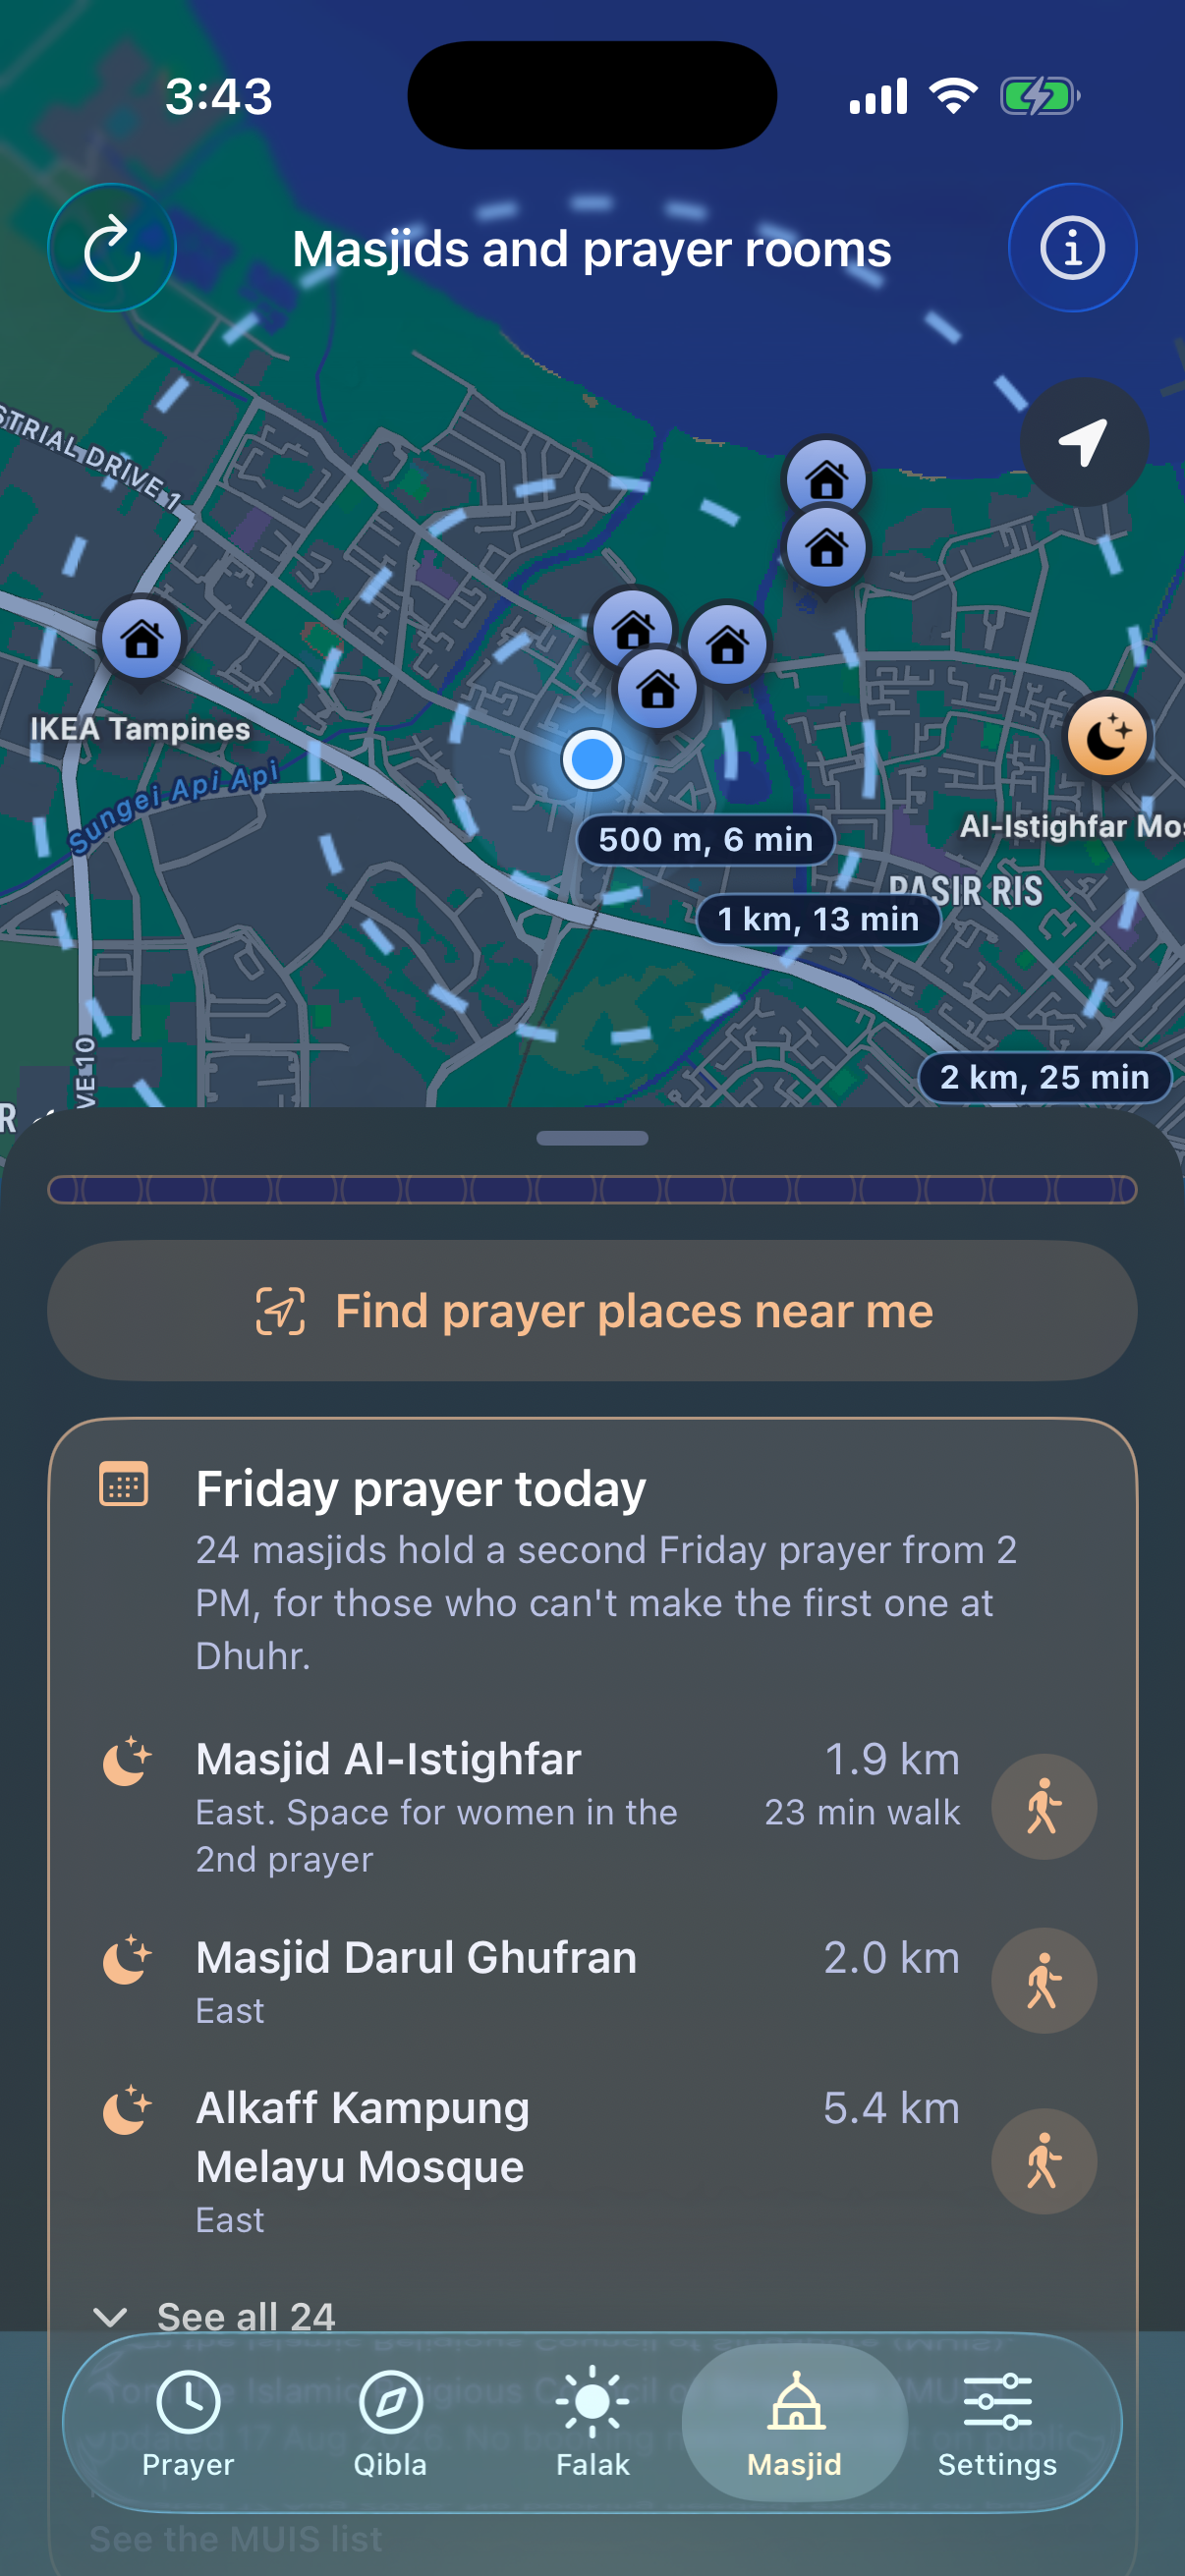 3:43
Masjids and prayer rooms
STRIAL DRIVE 1
IKEA Tampines
Sungei Api Api
Al-Istighfar Mos
500 m, 6 min
PASIR RIS
1 km, 13 min
VE 10
2 km, 25 min
R
Find prayer places near me
Friday prayer today
24 masjids hold a second Friday prayer from 2
PM, for those who can't make the first one at
Dhuhr.
Masjid Al-Istighfar
1.9 km
East. Space for women in the
2nd prayer
23 min walk
Masjid Darul Ghufran
2.0 km
East
Alkaff Kampung
Melayu Mosque
5.4 km
East
See all 24
Prayer
Qibla
Falak
Masjid
Settings
See the MUIS list